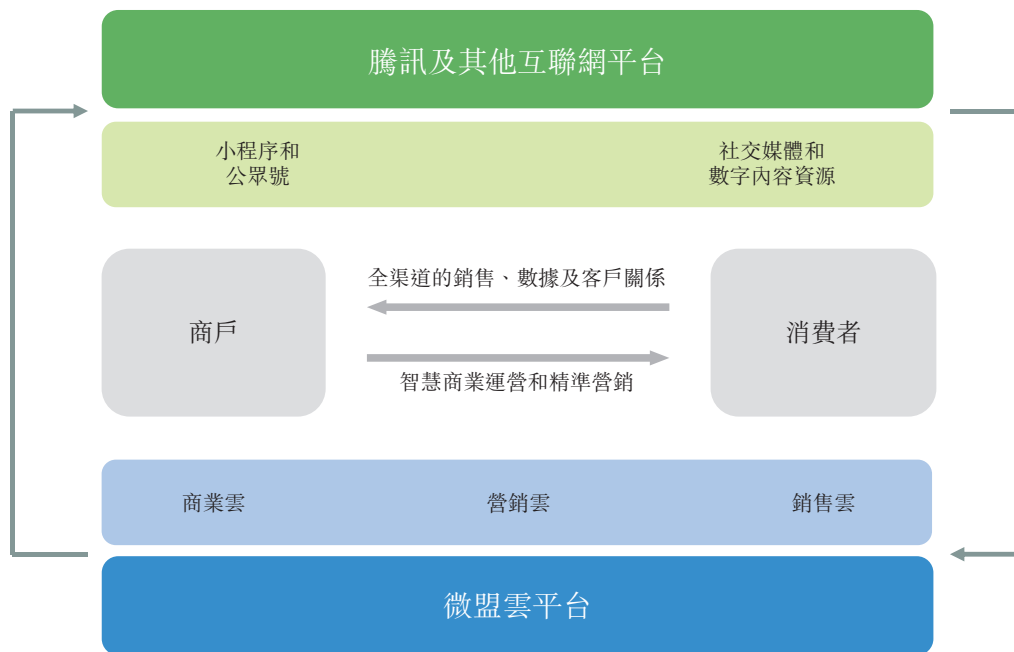 騰訊及其他互聯網平台
小程序和
公眾號
社交媒體和
數字內容資源
全渠道的銷售、數據及客戶關係
商戶
消費者
智慧商業運營和精準營銷
商業雲
營銷雲
銷售雲
微盟雲平台